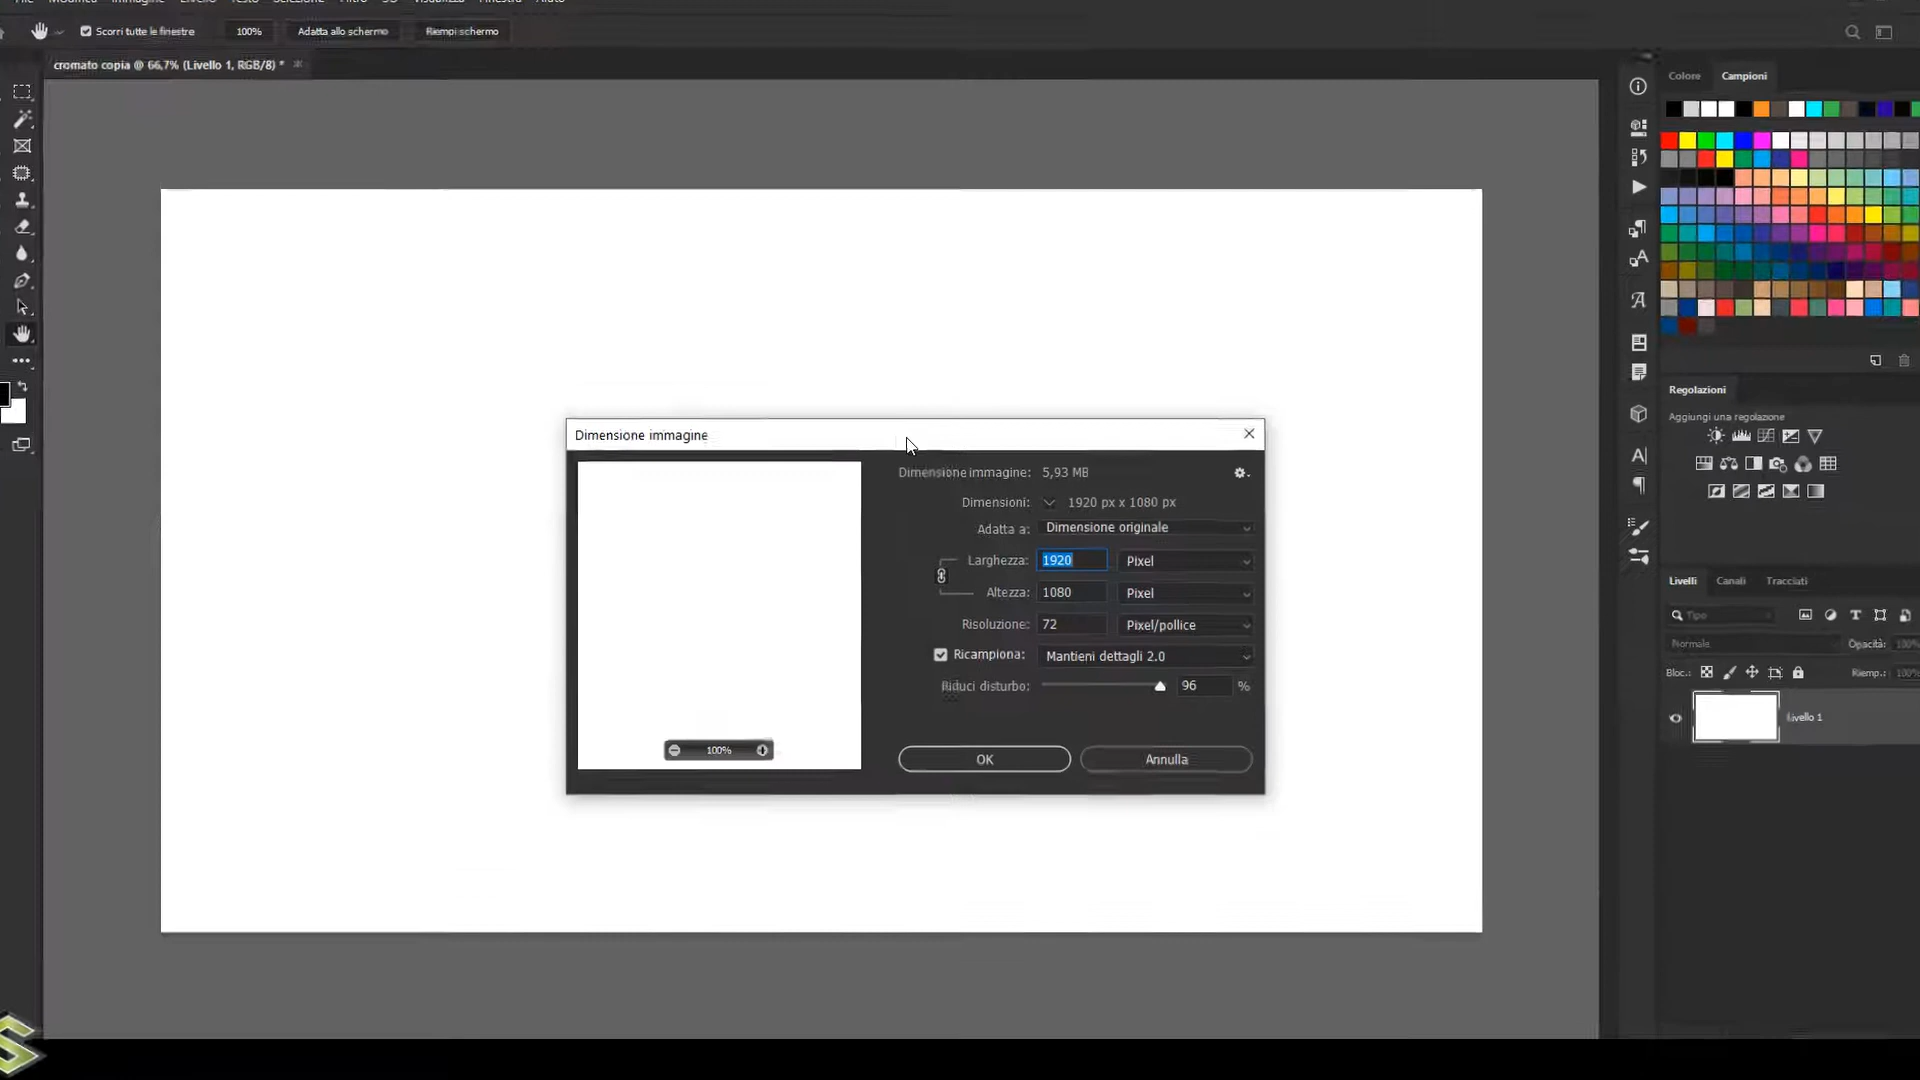 Scorri tutte le finestre 100% Adatta allo schermo Riempi schermo
cromato copia @ 66,7% (Livello 1, RGB/8) *
Colore Campioni
Dimensione immagine
Dimensione immagine: 5,93 MB
Dimensioni: 1920 px x 1080 px
Adatta a: Dimensione originale
Larghezza: 1920 Pixel
Altezza: 1080 Pixel
Risoluzione: 72 Pixel/pollice
Ricampiona: Mantieni dettagli 2.0
Riduci disturbo: 96 %
100%
OK Annulla
Regolazioni
Aggiungi una regolazione
Livelli Canali Tracciati
Tipo
Normale Opacità: 100%
Bloc.: Riemp.: 100%
Livello 1
S